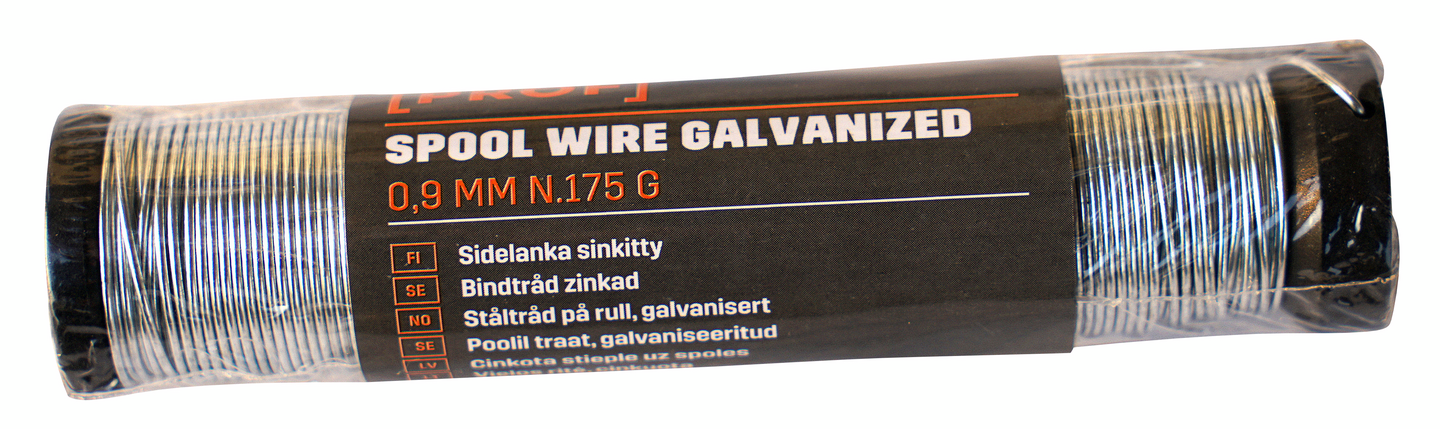 [PROF]
SPOOL WIRE GALVANIZED
0,9 MM N.175 G
FI Sidelanka sinkitty
SE Bindtråd zinkad
NO Ståltråd på rull, galvanisert
SE Poolil traat, galvaniseeritud
LV Cinkota stieple uz spoles